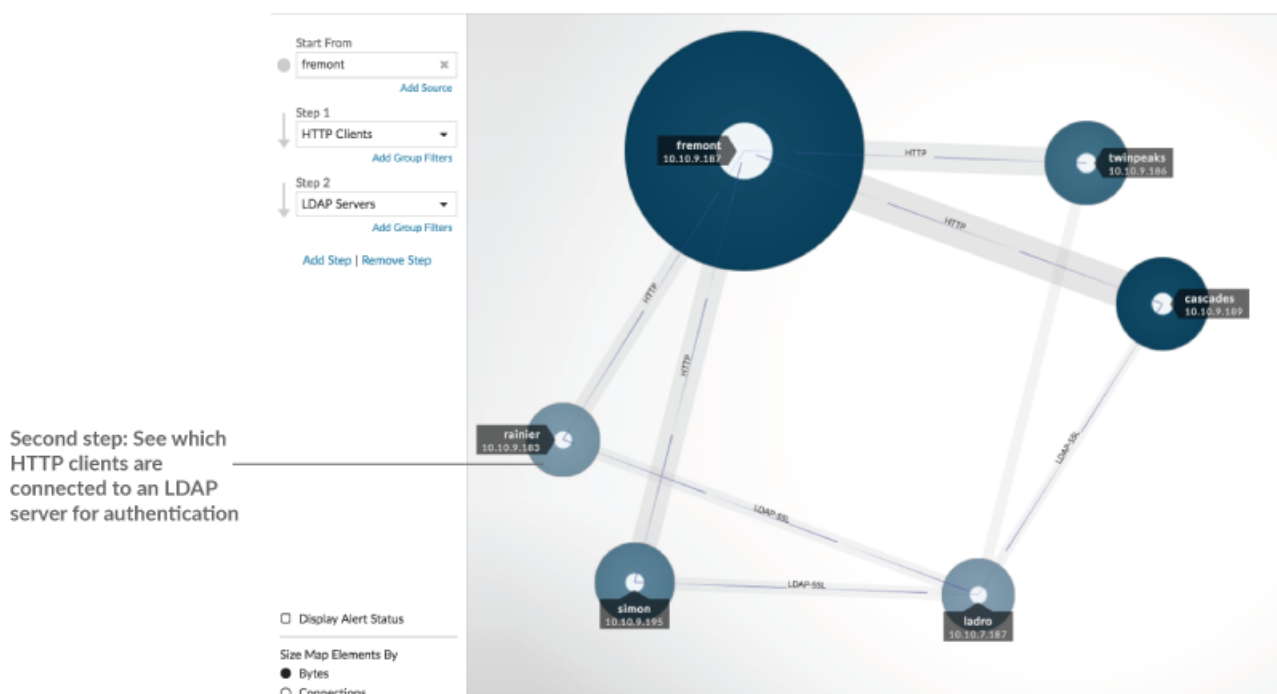 Start From
fremont
Add Source
Step 1
HTTP Clients
Add Group Filters
Step 2
LDAP Servers
Add Group Filters
Add Step | Remove Step
Second step: See which
HTTP clients are
connected to an LDAP
server for authentication
Display Alert Status
Size Map Elements By
Bytes
Connections
fremont
10.10.9.187
HTTP
twinpeaks
10.10.9.186
HTTP
cascades
10.10.9.189
HTTP
HTTP
rainier
10.10.9.183
LDAP-SSL
LDAP-SSL
LDAP-SSL
simon
10.10.9.195
ladro
10.10.7.187